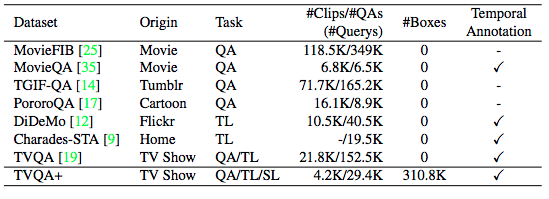 Dataset Origin Task #Clips/#QAs (#Querys) #Boxes Temporal Annotation
MovieFIB [25] Movie QA 118.5K/349K 0 -
MovieQA [35] Movie QA 6.8K/6.5K 0 ✓
TGIF-QA [14] Tumblr QA 71.7K/165.2K 0 -
PororoQA [17] Cartoon QA 16.1K/8.9K 0 -
DiDeMo [12] Flickr TL 10.5K/40.5K 0 ✓
Charades-STA [9] Home TL -/19.5K 0 ✓
TVQA [19] TV Show QA/TL 21.8K/152.5K 0 ✓
TVQA+ TV Show QA/TL/SL 4.2K/29.4K 310.8K ✓